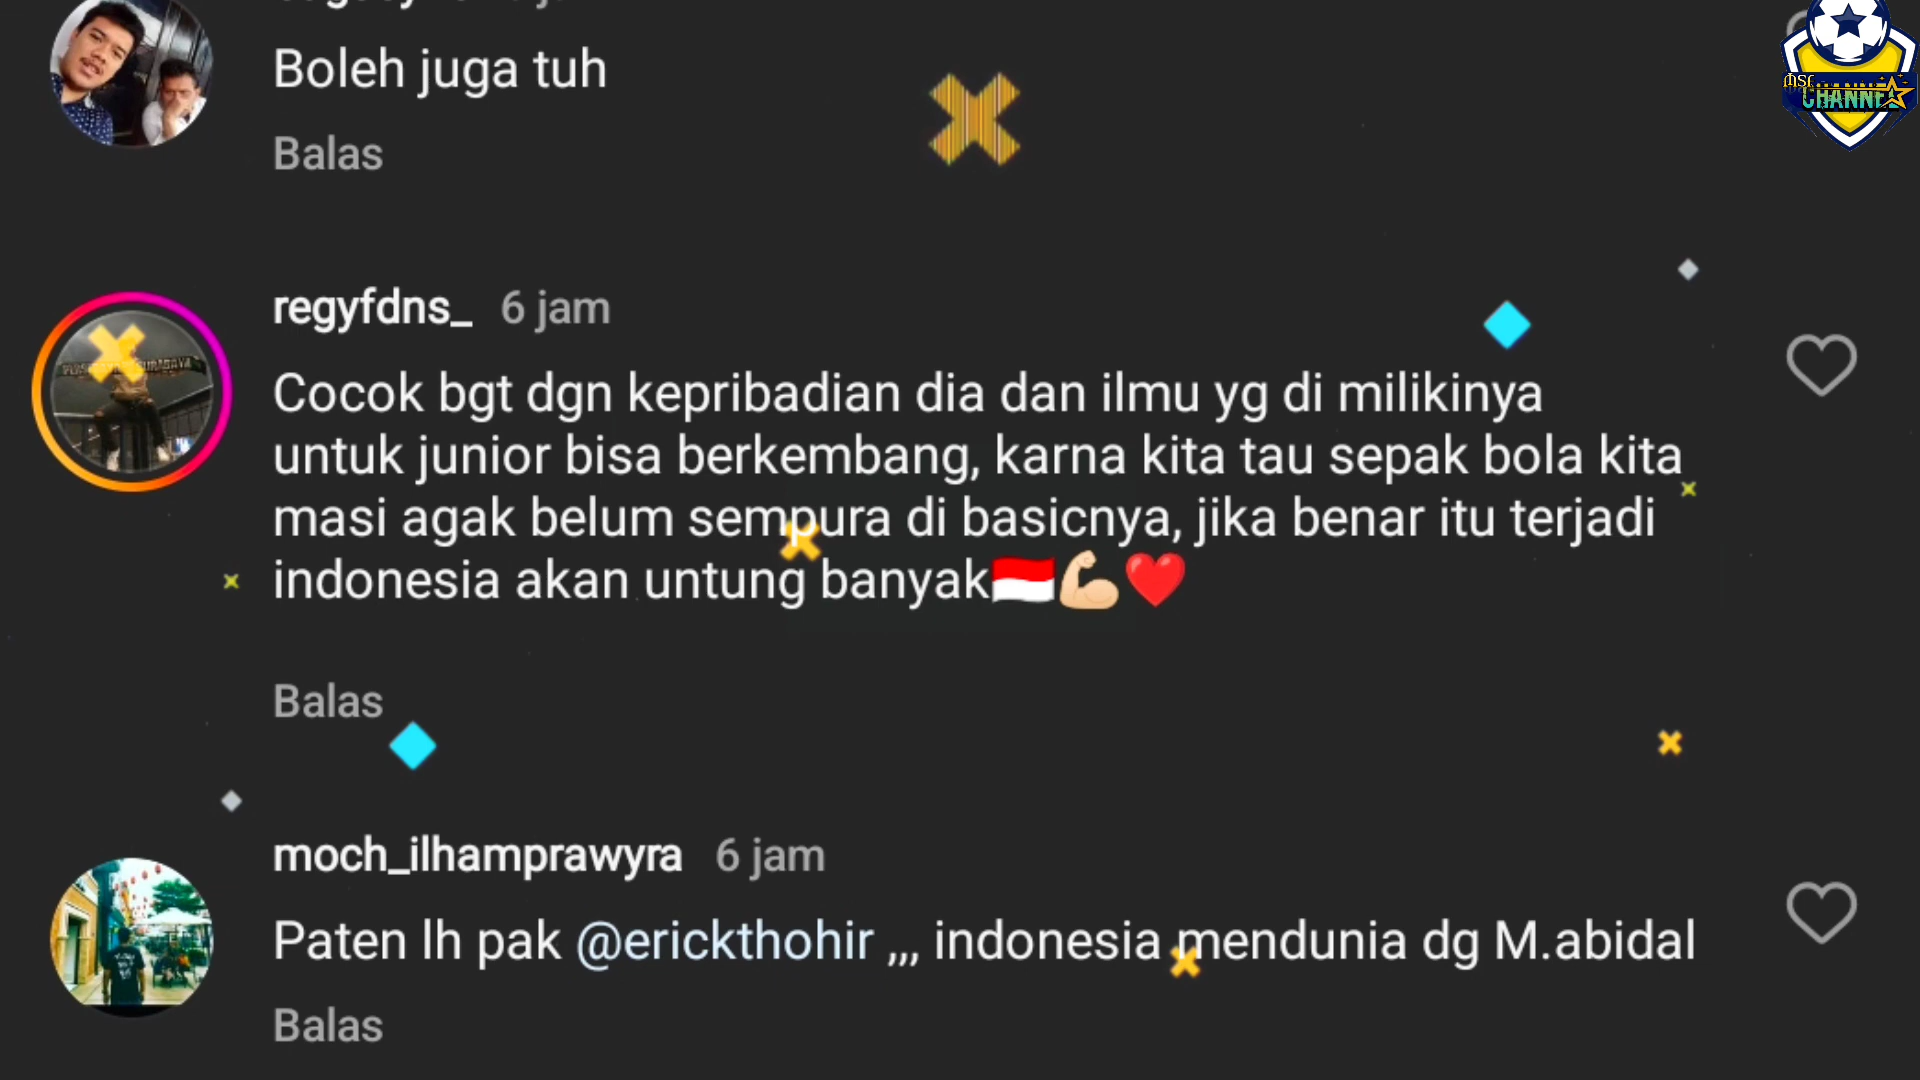 Boleh juga tuh
Balas
regyfdns_ 6 jam
Cocok bgt dgn kepribadian dia dan ilmu yg di milikinya
untuk junior bisa berkembang, karna kita tau sepak bola kita
masi agak belum sempura di basicnya, jika benar itu terjadi
indonesia akan untung banyak🇮🇩💪🏻❤️
Balas
moch_ilhamprawyra 6 jam
Paten lh pak @erickthohir ,,, indonesia mendunia dg M.abidal
Balas
CHANNEL